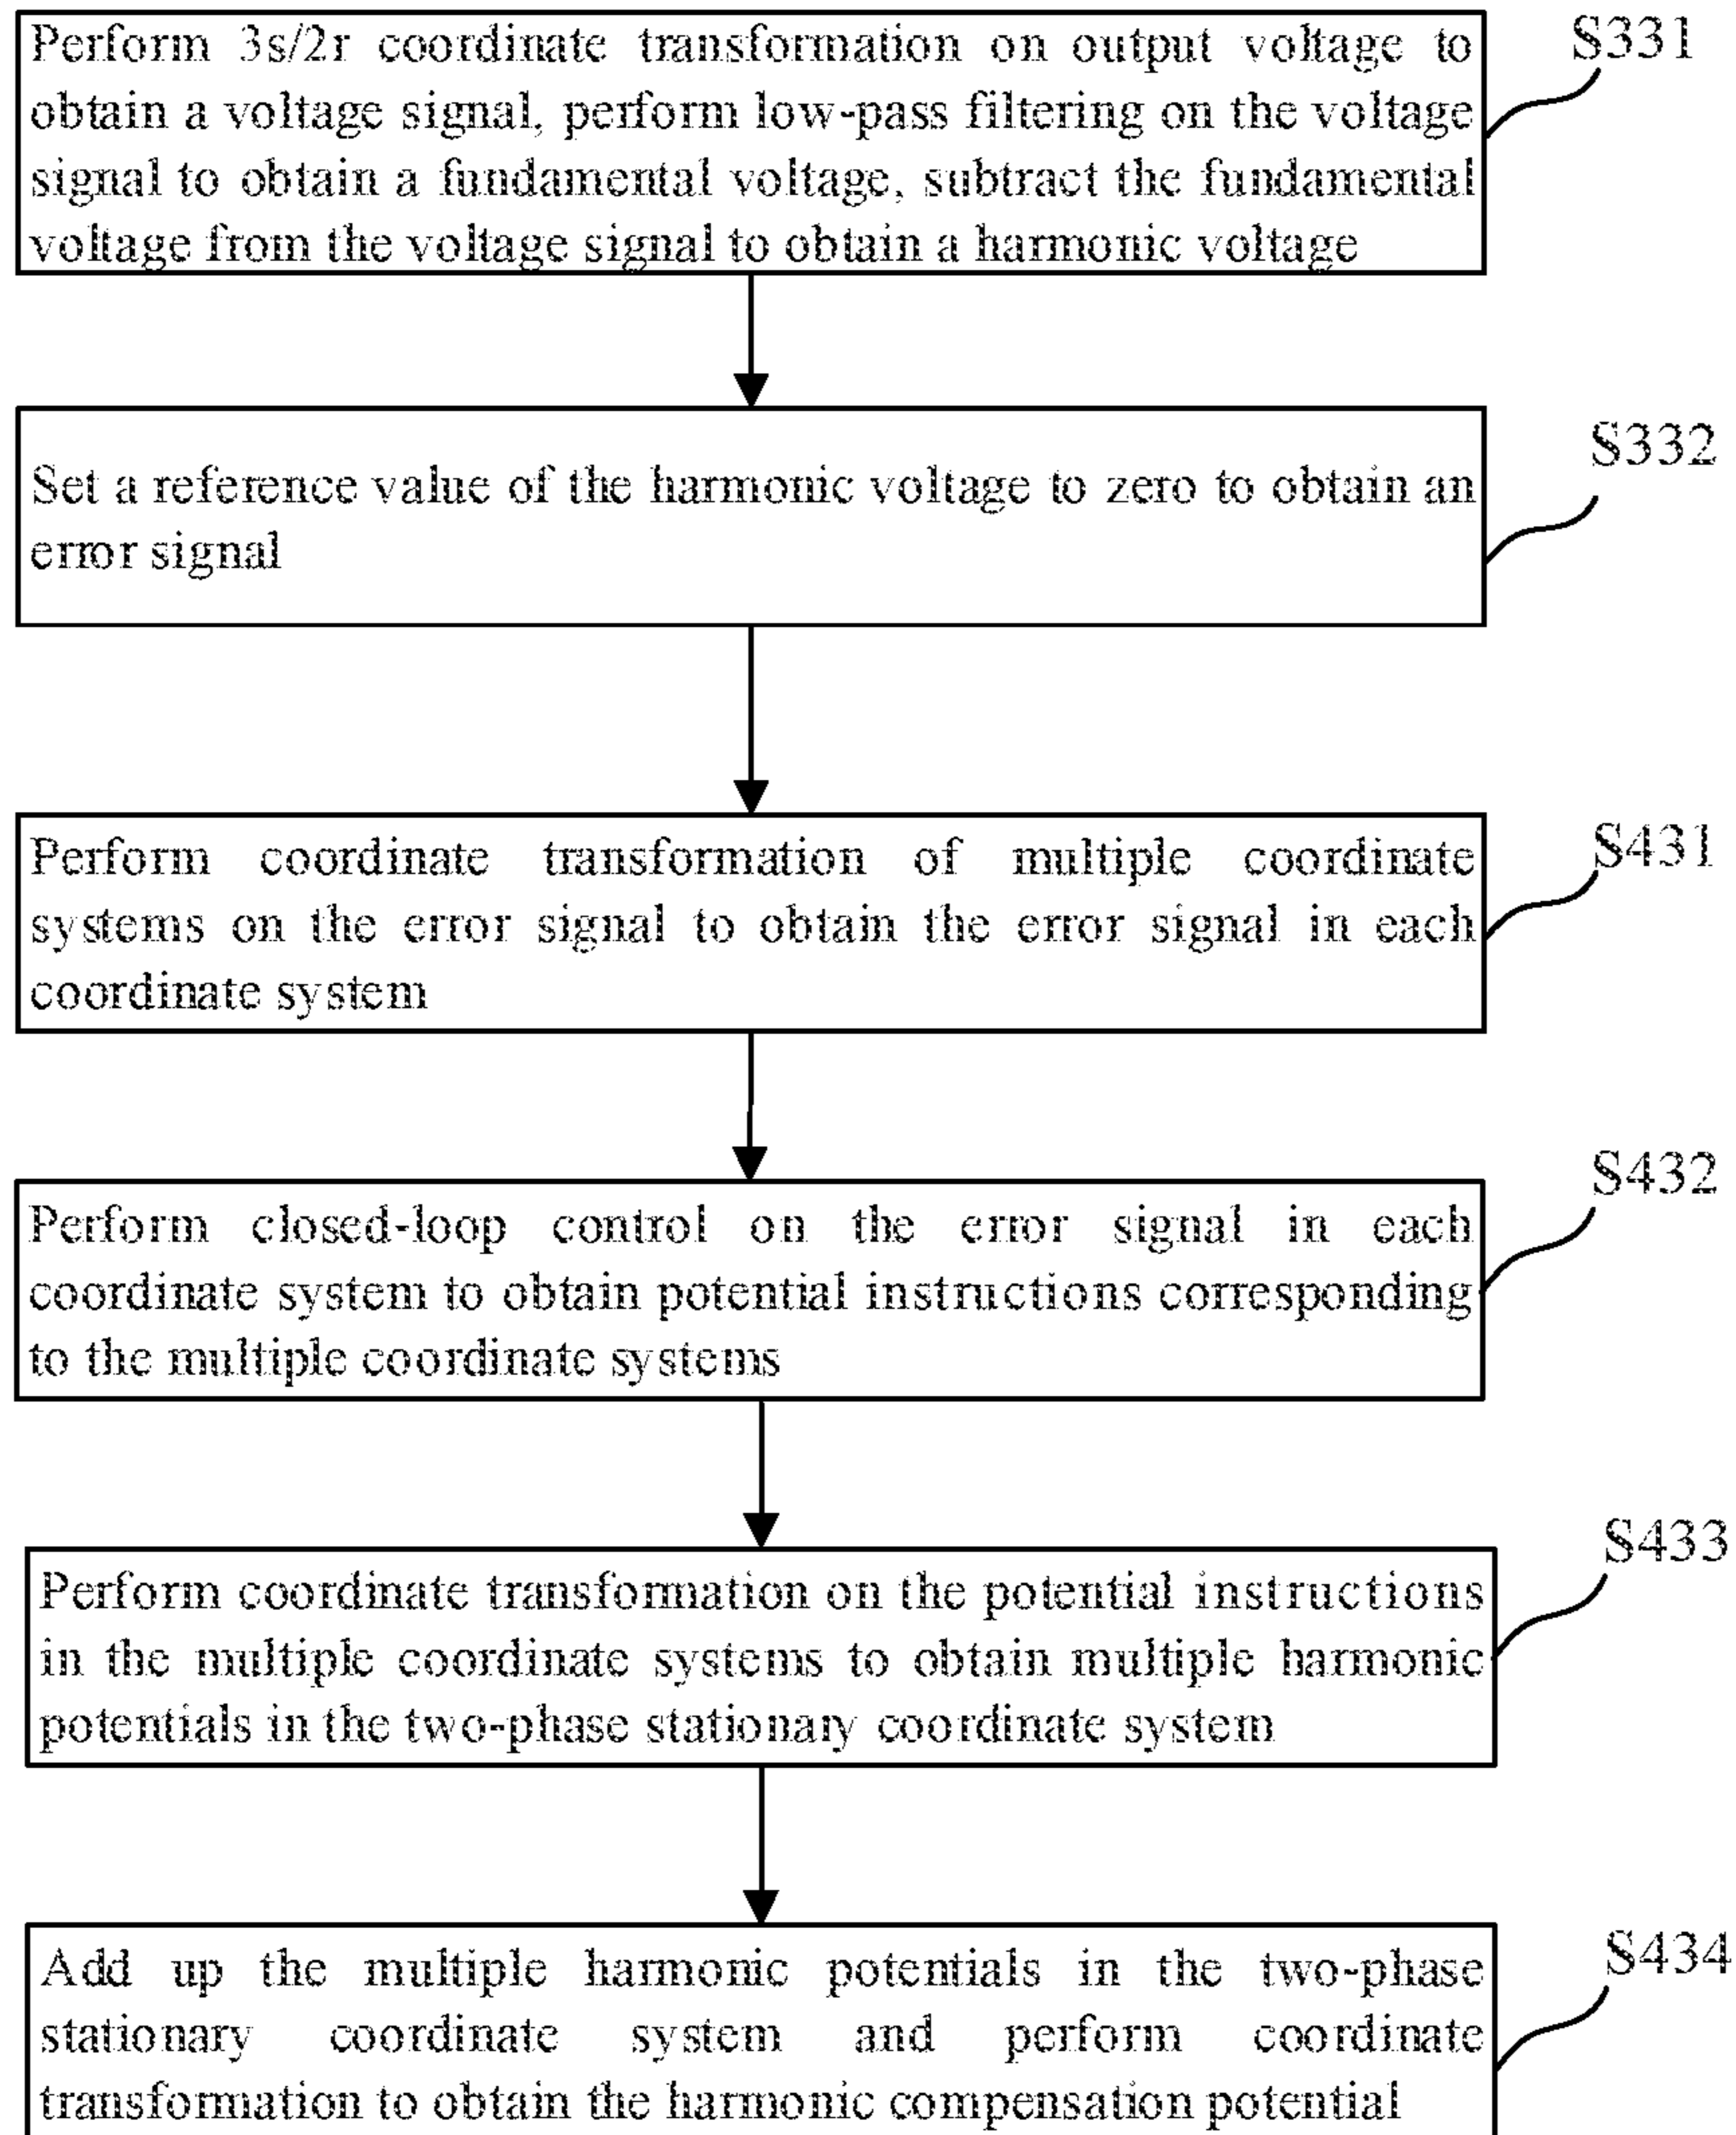 Perform 3s/2r coordinate transformation on output voltage to
obtain a voltage signal, perform low-pass filtering on the voltage
signal to obtain a fundamental voltage, subtract the fundamental
voltage from the voltage signal to obtain a harmonic voltage
S331
Set a reference value of the harmonic voltage to zero to obtain an
error signal
S332
Perform coordinate transformation of multiple coordinate
systems on the error signal to obtain the error signal in each
coordinate system
S431
Perform closed-loop control on the error signal in each
coordinate system to obtain potential instructions corresponding
to the multiple coordinate systems
S432
Perform coordinate transformation on the potential instructions
in the multiple coordinate systems to obtain multiple harmonic
potentials in the two-phase stationary coordinate system
S433
Add up the multiple harmonic potentials in the two-phase
stationary coordinate system and perform coordinate
transformation to obtain the harmonic compensation potential
S434